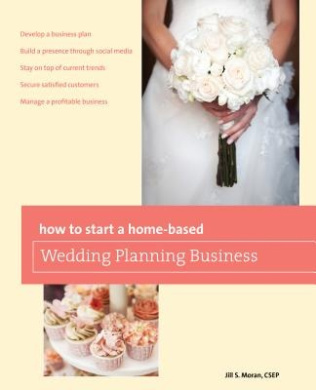 Develop a business plan
Build a presence through social media
Stay on top of current trends
Secure satisfied customers
Manage a profitable business
how to start a home-based
Wedding Planning Business
Jill S. Moran, CSEP